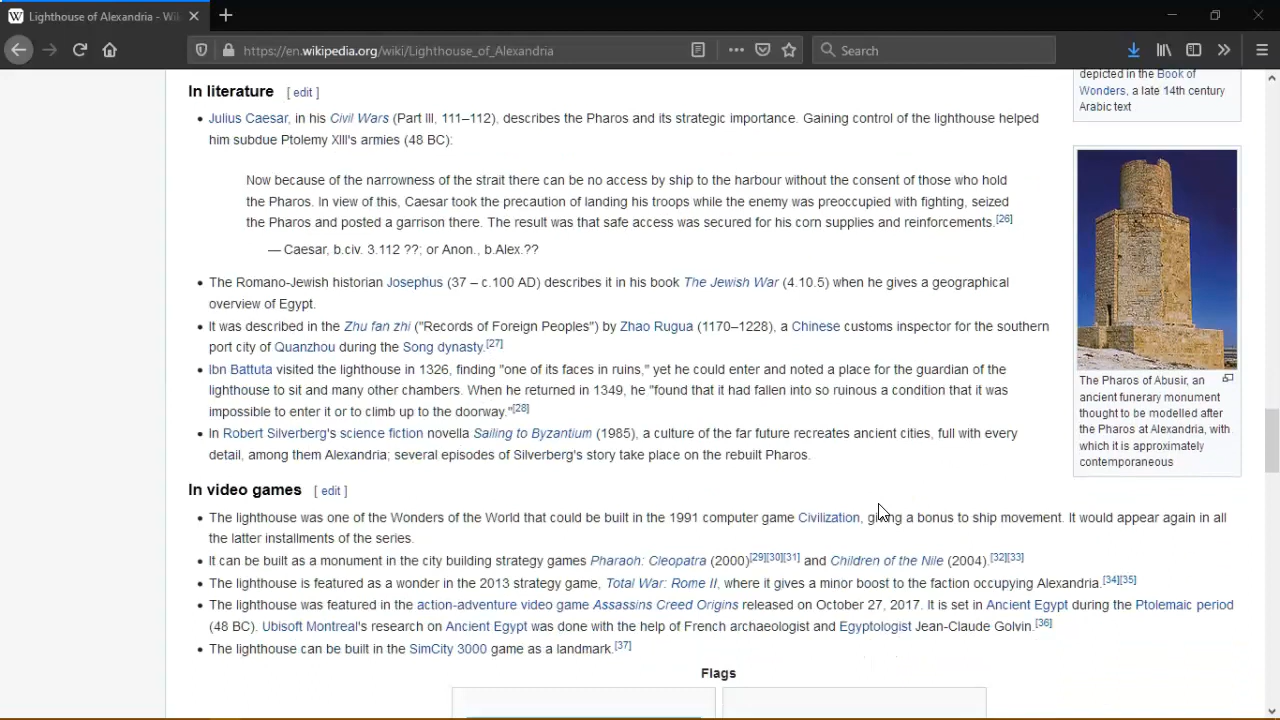 Lighthouse of Alexandria - Wi
https://en.wikipedia.org/wiki/Lighthouse_of_Alexandria
Search
In literature [ edit ]
• Julius Caesar, in his Civil Wars (Part III, 111–112), describes the Pharos and its strategic importance. Gaining control of the lighthouse helped
him subdue Ptolemy XIII's armies (48 BC):
Now because of the narrowness of the strait there can be no access by ship to the harbour without the consent of those who hold
the Pharos. In view of this, Caesar took the precaution of landing his troops while the enemy was preoccupied with fighting, seized
the Pharos and posted a garrison there. The result was that safe access was secured for his corn supplies and reinforcements.[26]
— Caesar, b.civ. 3.112 ??; or Anon., b.Alex.??
• The Romano-Jewish historian Josephus (37 – c.100 AD) describes it in his book The Jewish War (4.10.5) when he gives a geographical
overview of Egypt.
• It was described in the Zhu fan zhi ("Records of Foreign Peoples") by Zhao Rugua (1170–1228), a Chinese customs inspector for the southern
port city of Quanzhou during the Song dynasty.[27]
• Ibn Battuta visited the lighthouse in 1326, finding "one of its faces in ruins," yet he could enter and noted a place for the guardian of the
lighthouse to sit and many other chambers. When he returned in 1349, he "found that it had fallen into so ruinous a condition that it was
impossible to enter it or to climb up to the doorway."[28]
• In Robert Silverberg's science fiction novella Sailing to Byzantium (1985), a culture of the far future recreates ancient cities, full with every
detail, among them Alexandria; several episodes of Silverberg's story take place on the rebuilt Pharos.
In video games [ edit ]
• The lighthouse was one of the Wonders of the World that could be built in the 1991 computer game Civilization, giving a bonus to ship movement. It would appear again in all
the latter installments of the series.
• It can be built as a monument in the city building strategy games Pharaoh: Cleopatra (2000)[29][30][31] and Children of the Nile (2004).[32][33]
• The lighthouse is featured as a wonder in the 2013 strategy game, Total War: Rome II, where it gives a minor boost to the faction occupying Alexandria.[34][35]
• The lighthouse was featured in the action-adventure video game Assassins Creed Origins released on October 27, 2017. It is set in Ancient Egypt during the Ptolemaic period
(48 BC). Ubisoft Montreal's research on Ancient Egypt was done with the help of French archaeologist and Egyptologist Jean-Claude Golvin.[36]
• The lighthouse can be built in the SimCity 3000 game as a landmark.[37]
Flags
depicted in the Book of
Wonders, a late 14th century
Arabic text
The Pharos of Abusir, an
ancient funerary monument
thought to be modelled after
the Pharos at Alexandria, with
which it is approximately
contemporaneous